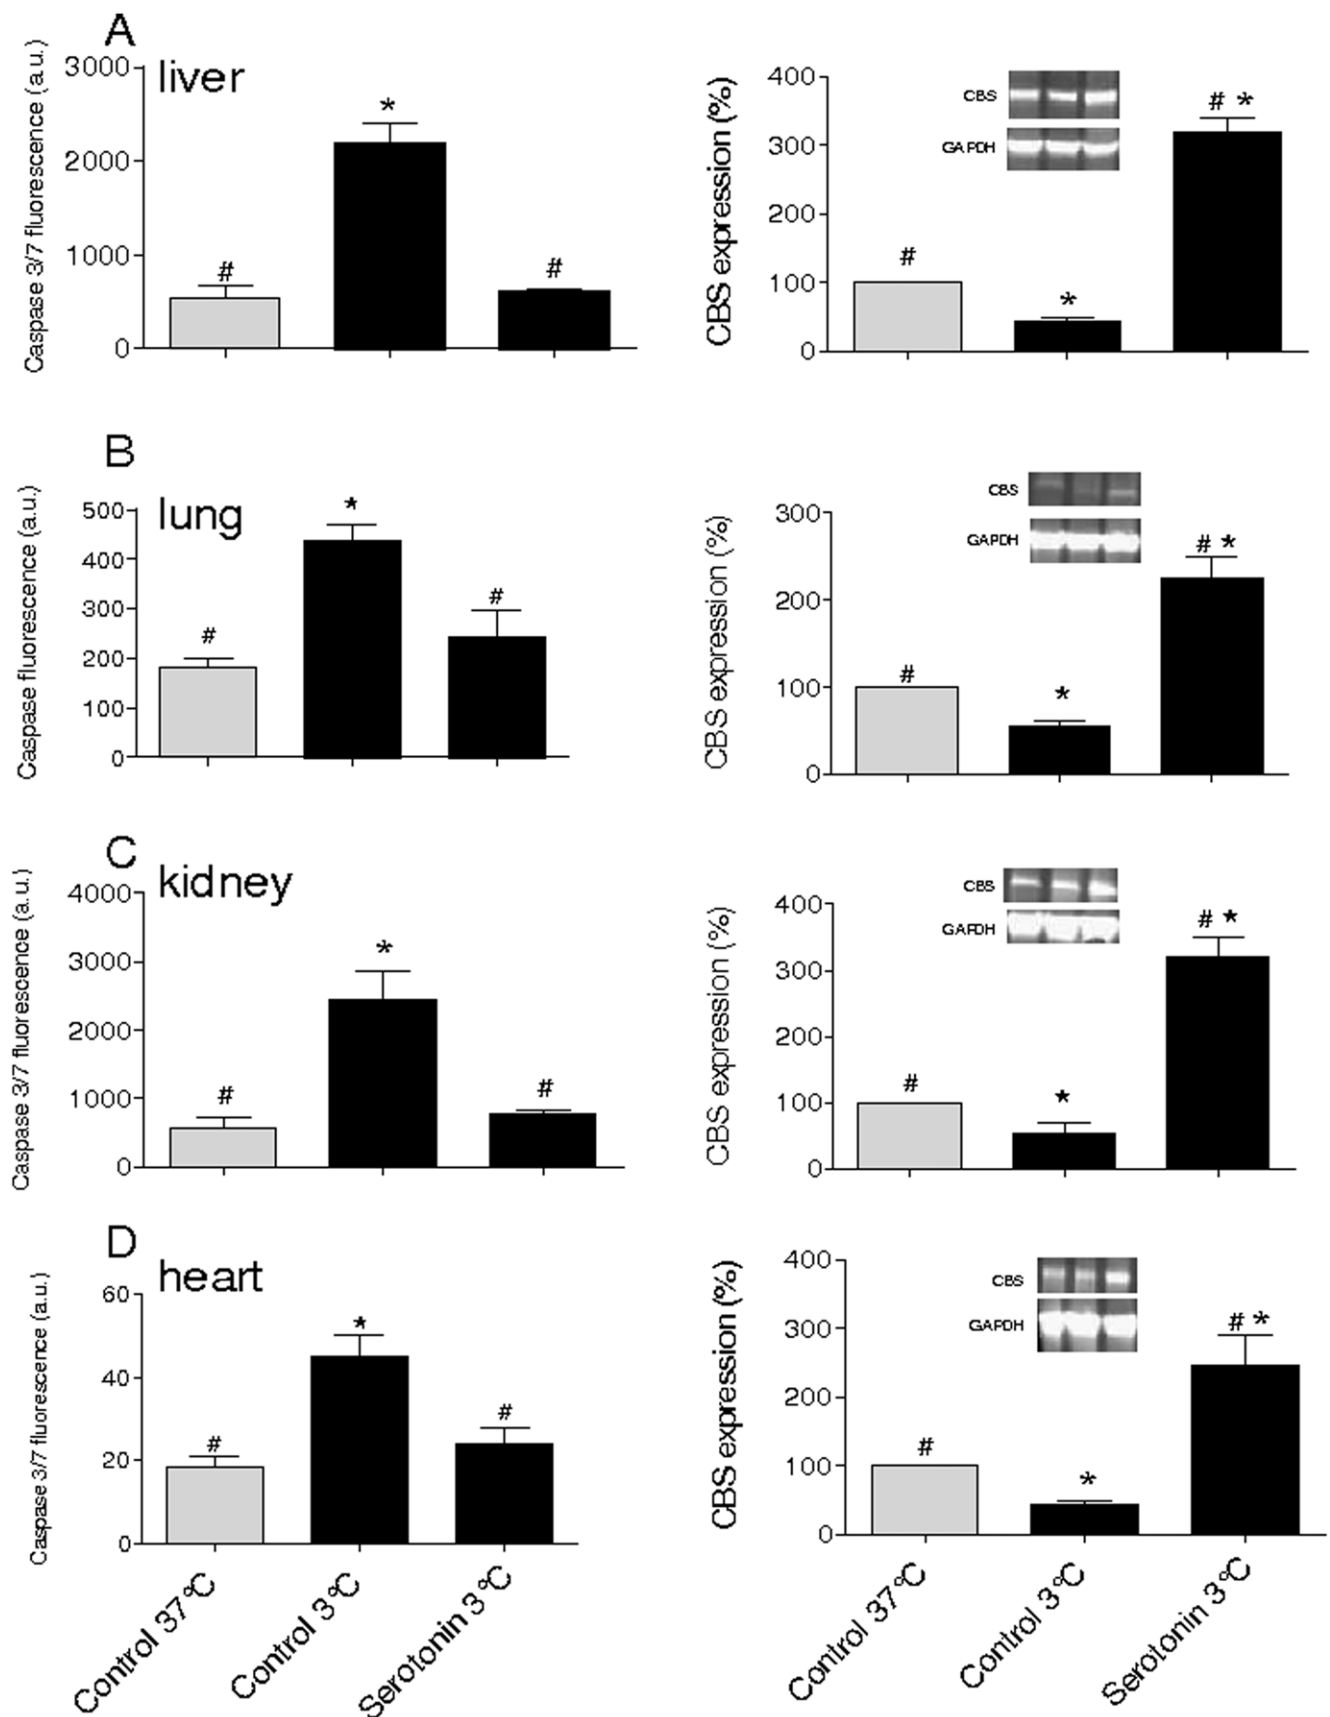 A
liver
Caspase 3/7 fluorescence (a.u.)
3000
2000
1000
0
*
#
#
CBS expression (%)
400
300
200
100
0
CBS
GAPDH
#
*
# *
B
lung
Caspase fluorescence (a.u.)
500
400
300
200
100
0
#
*
#
CBS expression (%)
300
200
100
0
CBS
GAPDH
#
*
# *
C
kidney
Caspase 3/7 fluorescence (a.u.)
4000
3000
2000
1000
0
#
*
#
CBS expression (%)
400
300
200
100
0
CBS
GAPDH
#
*
# *
D
heart
Caspase 3/7 fluorescence (a.u.)
60
40
20
0
#
*
#
CBS expression (%)
400
300
200
100
0
CBS
GAPDH
#
*
# *
Control 37°C
Control 3°C
Serotonin 3°C
Control 37°C
Control 3°C
Serotonin 3°C